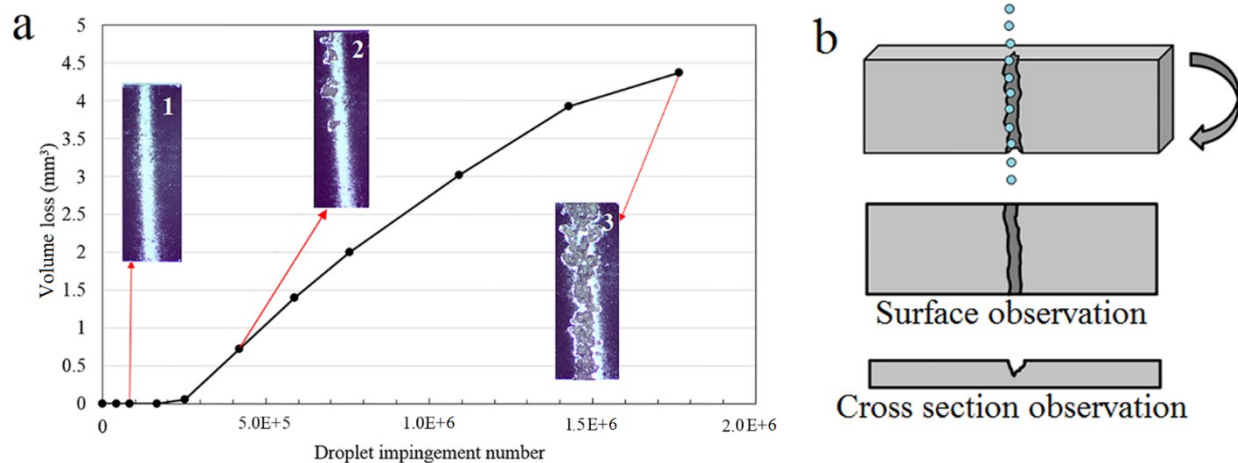 a
5
4.5
4
3.5
3
2.5
2
1.5
1
0.5
0
Volume loss (mm³)
1
2
3
0
5.0E+5
1.0E+6
1.5E+6
2.0 E+6
Droplet impingement number
b
Surface observation
Cross section observation